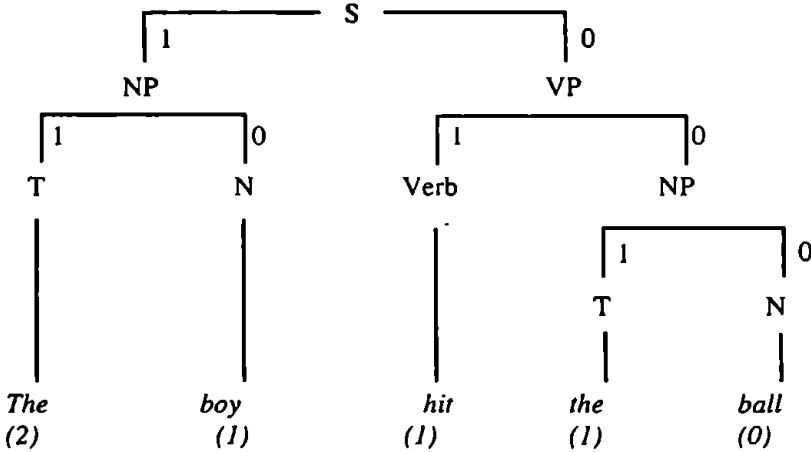 S
1 0
NP VP
1 0 1 0
T N Verb NP
1 0
T N
The boy hit the ball
(2) (1) (1) (1) (0)